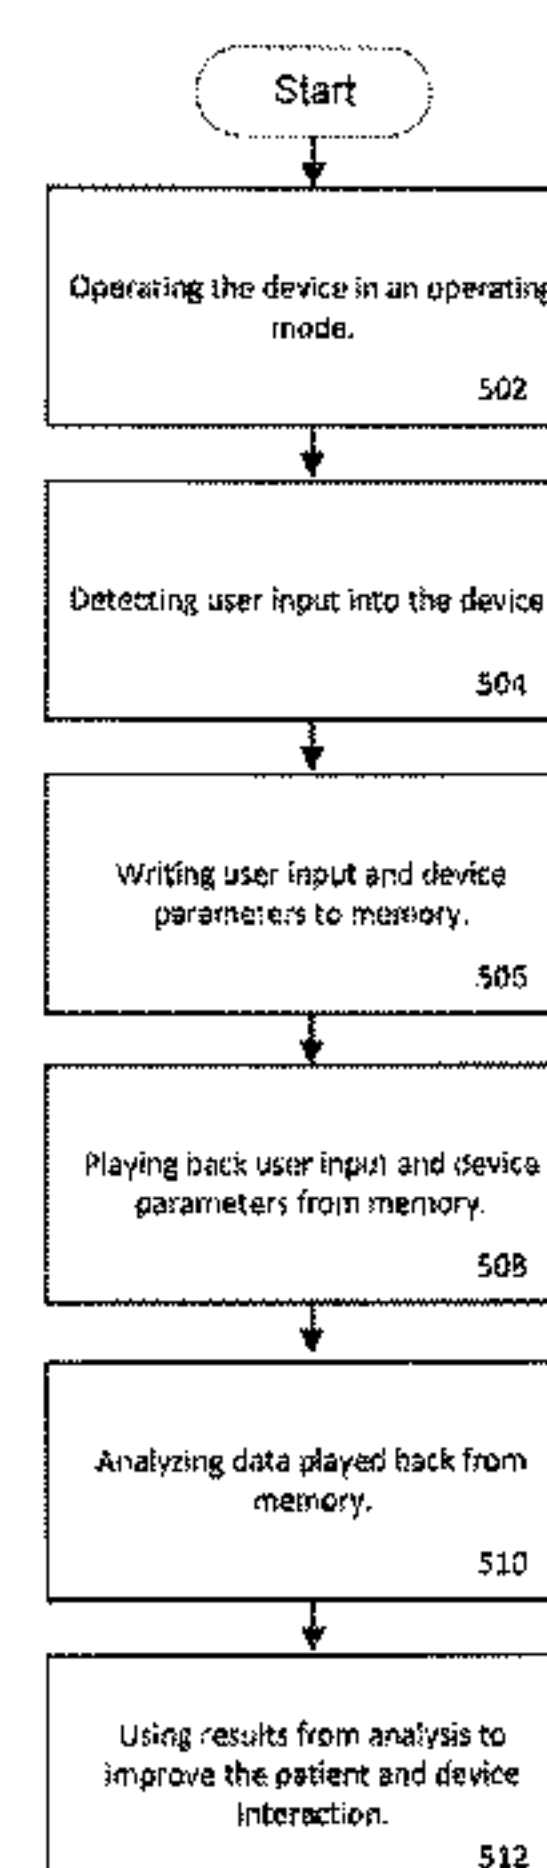 Start
Operating the device in an operating
mode.
502
Detecting user input into the device
504
Writing user input and device
parameters to memory.
506
Playing back user input and device
parameters from memory.
508
Analyzing data played back from
memory.
510
Using results from analysis to
improve the patient and device
interaction.
512